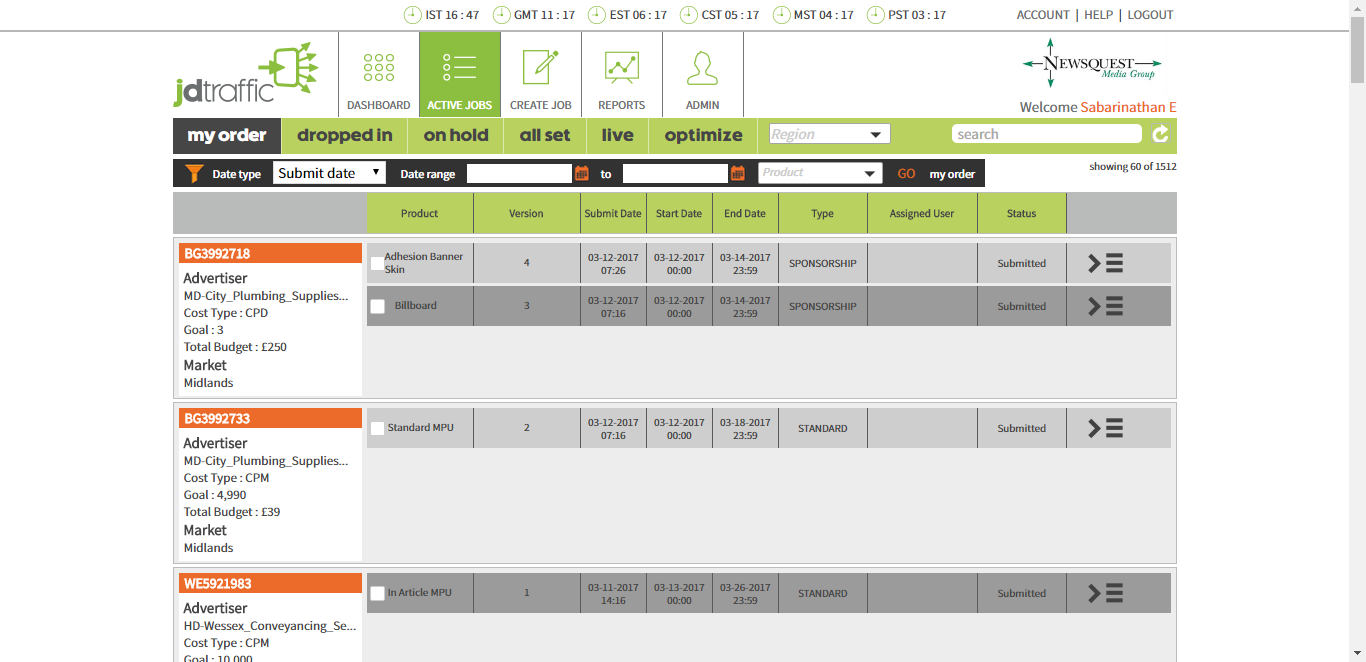 IST 16 : 47 GMT 11 : 17 EST 06 : 17 CST 05 : 17 MST 04 : 17 PST 03 : 17 ACCOUNT | HELP | LOGOUT
jdtraffic
DASHBOARD ACTIVE JOBS CREATE JOB REPORTS ADMIN
NEWSQUEST
Media Group
Welcome Sabarinathan E
my order dropped in on hold all set live optimize Region search
Date type Submit date Date range to Product GO my order showing 60 of 1512
Product Version Submit Date Start Date End Date Type Assigned User Status
BG3992718
Advertiser
MD-City_Plumbing_Supplies...
Cost Type : CPD
Goal : 3
Total Budget : £250
Market
Midlands
Adhesion Banner Skin 4 03-12-2017 07:26 03-12-2017 00:00 03-14-2017 23:59 SPONSORSHIP Submitted
Billboard 3 03-12-2017 07:16 03-12-2017 00:00 03-14-2017 23:59 SPONSORSHIP Submitted
BG3992733
Advertiser
MD-City_Plumbing_Supplies...
Cost Type : CPM
Goal : 4,990
Total Budget : £39
Market
Midlands
Standard MPU 2 03-12-2017 07:16 03-12-2017 00:00 03-18-2017 23:59 STANDARD Submitted
WE5921983
Advertiser
HD-Wessex_Conveyancing_Se...
Cost Type : CPM
Goal : 10,000
In Article MPU 1 03-11-2017 14:16 03-13-2017 00:00 03-26-2017 23:59 STANDARD Submitted